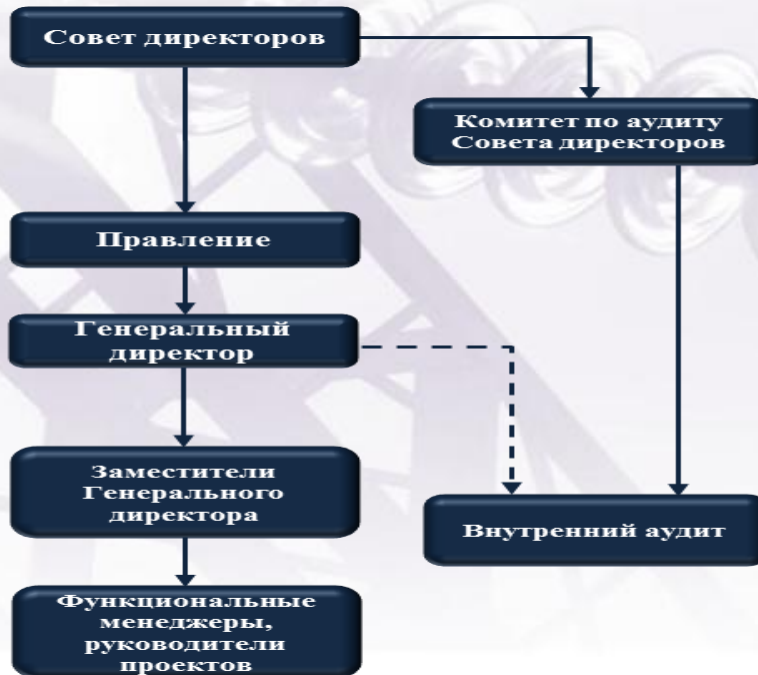 Совет директоров
Комитет по аудиту
Совета директоров
Правление
Генеральный
директор
Заместители
Генерального
директора
Внутренний аудит
Функциональные
менеджеры,
руководители
проектов